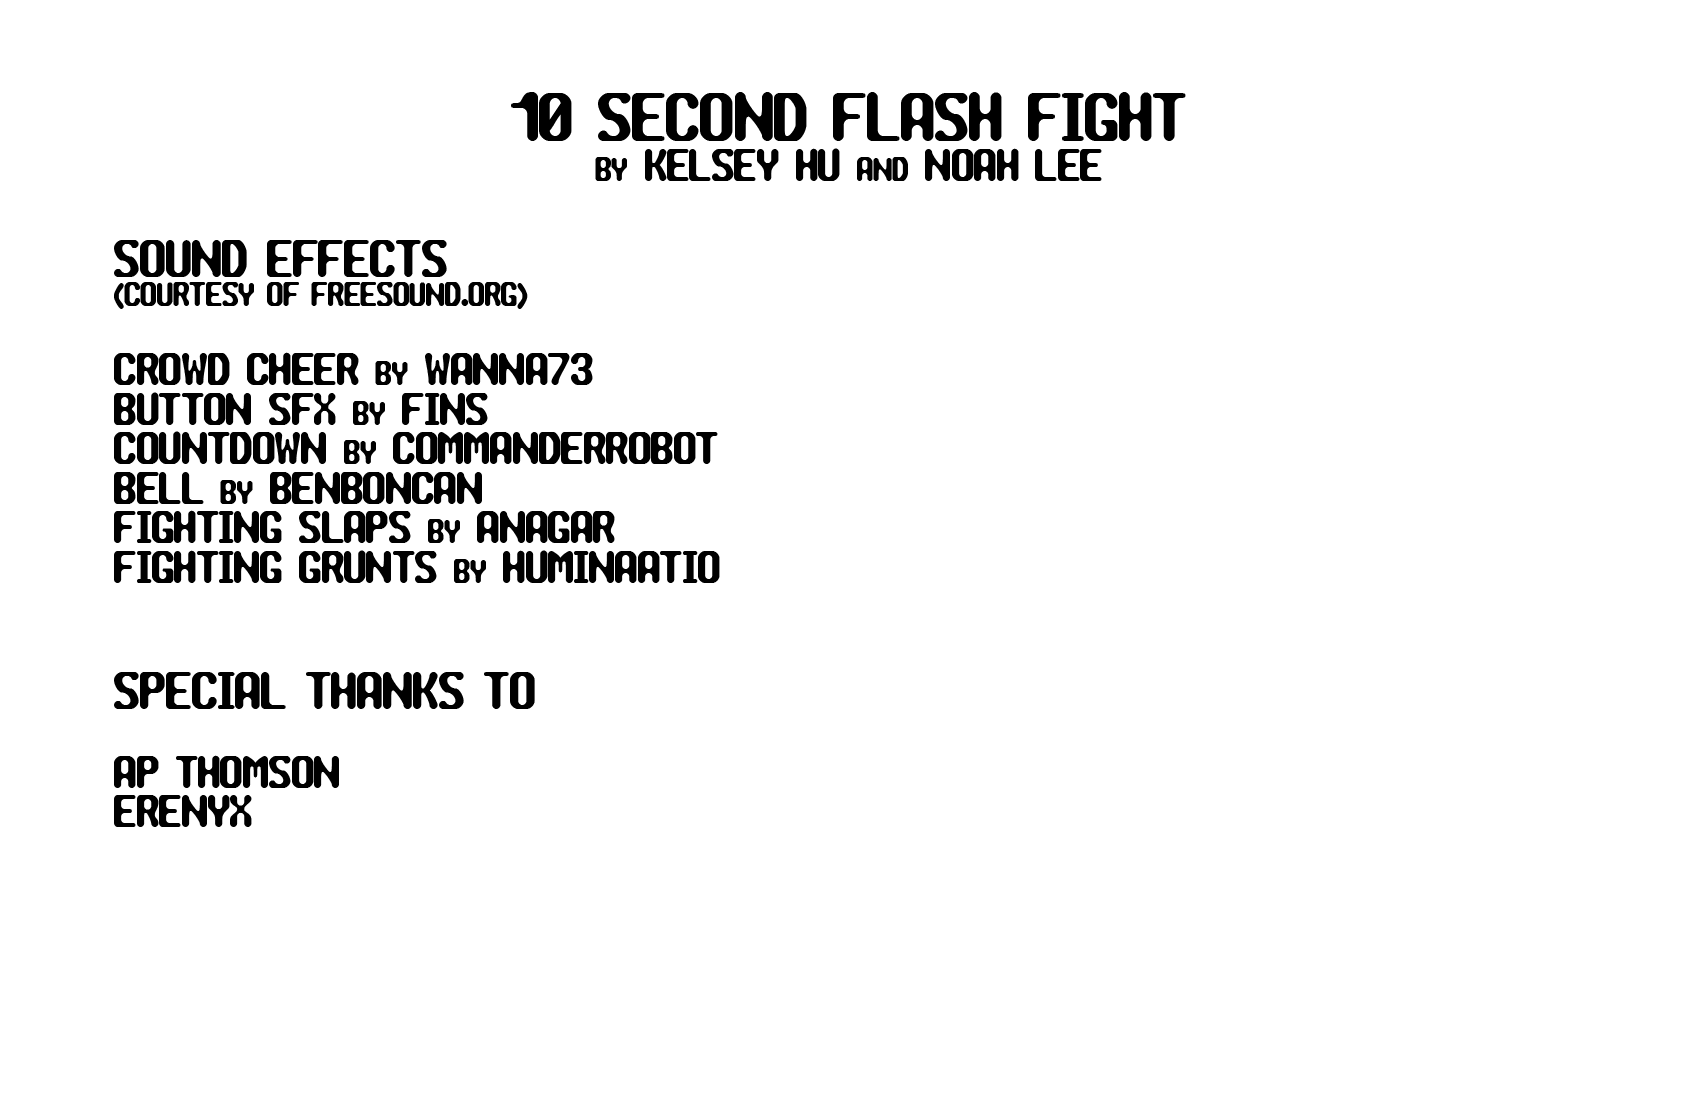 10 SECOND FLASH FIGHT
BY KELSEY HU AND NOAH LEE
SOUND EFFECTS
(COURTESY OF FREESOUND.ORG)
CROWD CHEER BY WANNA73
BUTTON SFX BY FINS
COUNTDOWN BY COMMANDERROBOT
BELL BY BENBONCAN
FIGHTING SLAPS BY ANAGAR
FIGHTING GRUNTS BY HUMINAATIO
SPECIAL THANKS TO
AP THOMSON
ERENYX